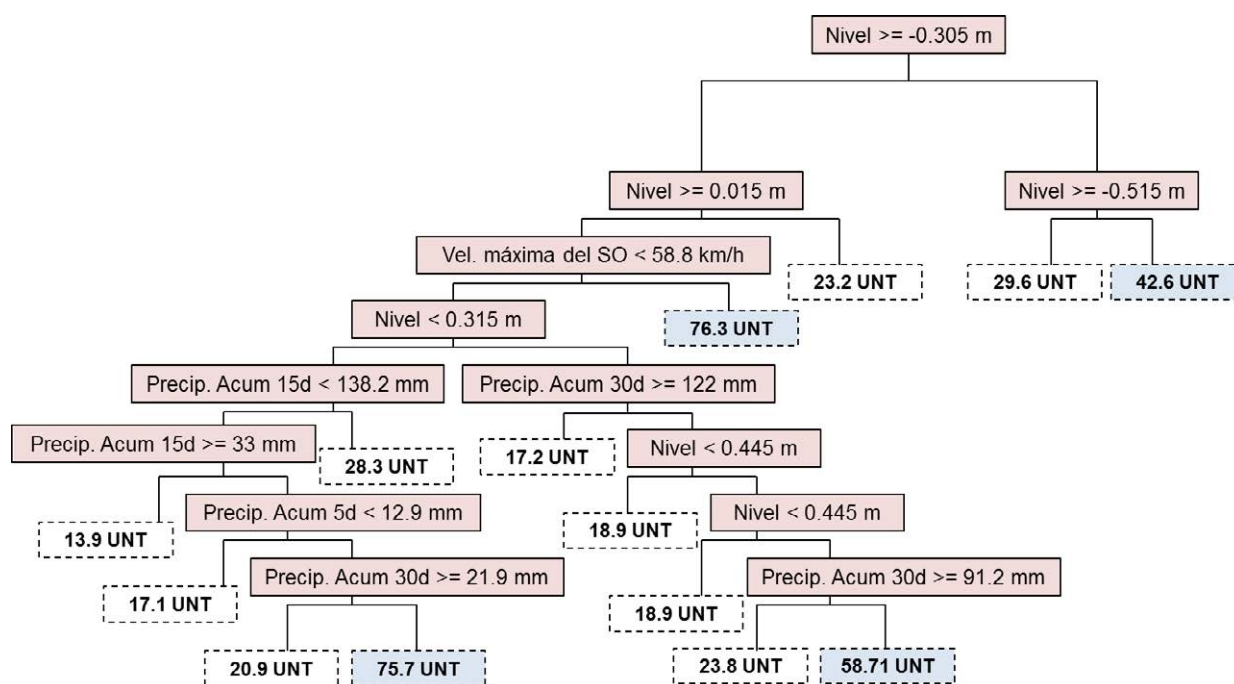 Nivel >= -0.305 m
Nivel >= 0.015 m
Nivel >= -0.515 m
Vel. máxima del SO < 58.8 km/h
23.2 UNT
29.6 UNT
42.6 UNT
Nivel < 0.315 m
76.3 UNT
Precip. Acum 15d < 138.2 mm
Precip. Acum 30d >= 122 mm
Precip. Acum 15d >= 33 mm
28.3 UNT
17.2 UNT
Nivel < 0.445 m
13.9 UNT
Precip. Acum 5d < 12.9 mm
18.9 UNT
Nivel < 0.445 m
17.1 UNT
Precip. Acum 30d >= 21.9 mm
18.9 UNT
Precip. Acum 30d >= 91.2 mm
20.9 UNT
75.7 UNT
23.8 UNT
58.71 UNT